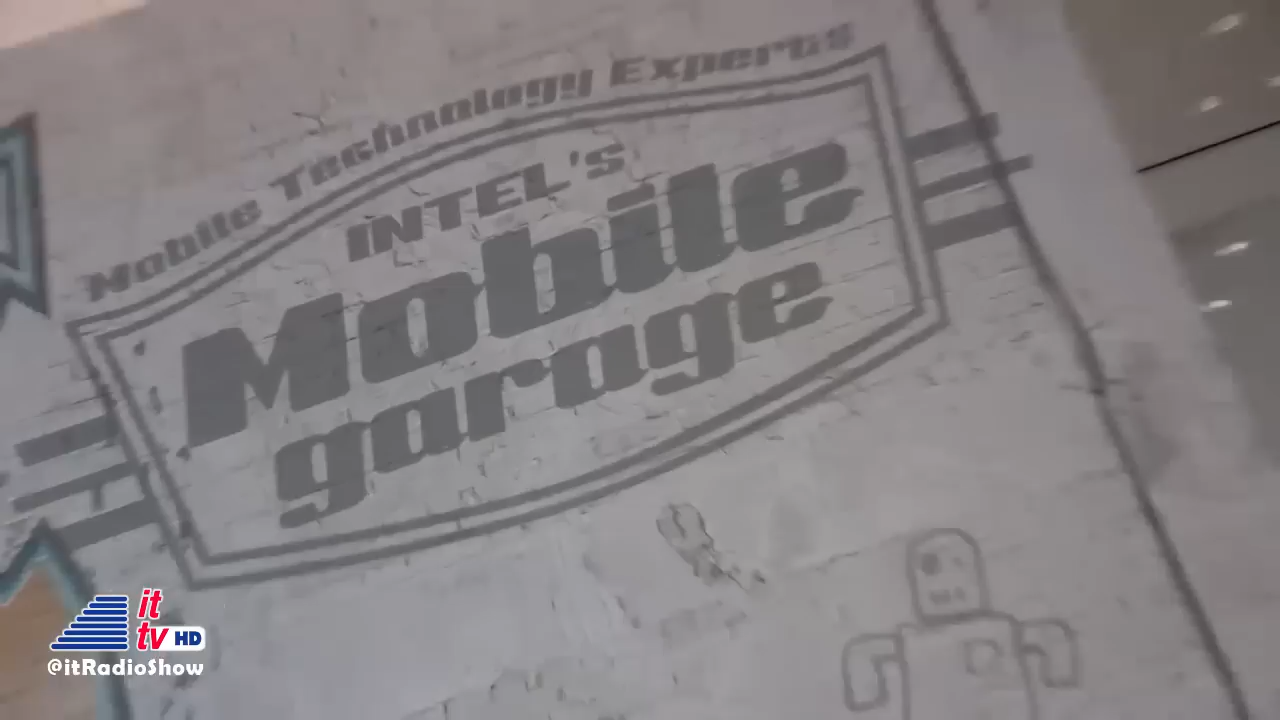 Mobile Technology Experts
INTEL's
Mobile
garage
it
tv HD
@itRadioShow